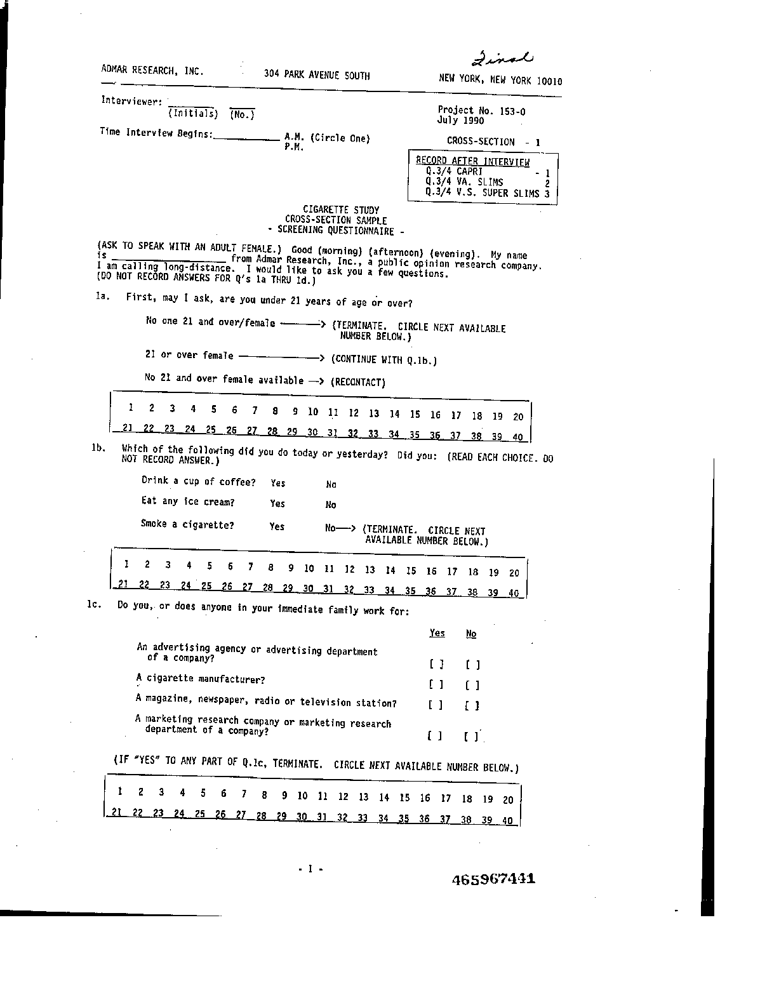 Final
ADMAR RESEARCH, INC. 304 PARK AVENUE SOUTH NEW YORK, NEW YORK 10010
Interviewer: ________ ____
(Initials) (No.)
Project No. 153-0
July 1990
Time Interview Begins:__________ A.M. (Circle One)
P.M.
CROSS-SECTION - 1
RECORD AFTER INTERVIEW
Q.3/4 CAPRI - 1
Q.3/4 VA. SLIMS 2
Q.3/4 V.S. SUPER SLIMS 3
CIGARETTE STUDY
CROSS-SECTION SAMPLE
- SCREENING QUESTIONNAIRE -
(ASK TO SPEAK WITH AN ADULT FEMALE.) Good (morning) (afternoon) (evening). My name
is _________________ from Admar Research, Inc., a public opinion research company.
I am calling long-distance. I would like to ask you a few questions.
(DO NOT RECORD ANSWERS FOR Q's 1a THRU 1d.)
1a. First, may I ask, are you under 21 years of age or over?
No one 21 and over/female ———> (TERMINATE. CIRCLE NEXT AVAILABLE
NUMBER BELOW.)
21 or over female ———————> (CONTINUE WITH Q.1b.)
No 21 and over female available —> (RECONTACT)
1 2 3 4 5 6 7 8 9 10 11 12 13 14 15 16 17 18 19 20
21 22 23 24 25 26 27 28 29 30 31 32 33 34 35 36 37 38 39 40
1b. Which of the following did you do today or yesterday? Did you: (READ EACH CHOICE. DO
NOT RECORD ANSWER.)
Drink a cup of coffee? Yes No
Eat any ice cream? Yes No
Smoke a cigarette? Yes No—> (TERMINATE. CIRCLE NEXT
AVAILABLE NUMBER BELOW.)
1 2 3 4 5 6 7 8 9 10 11 12 13 14 15 16 17 18 19 20
21 22 23 24 25 26 27 28 29 30 31 32 33 34 35 36 37 38 39 40
1c. Do you, or does anyone in your immediate family work for:
Yes No
An advertising agency or advertising department
of a company? [ ] [ ]
A cigarette manufacturer? [ ] [ ]
A magazine, newspaper, radio or television station? [ ] [ ]
A marketing research company or marketing research
department of a company? [ ] [ ]
(IF "YES" TO ANY PART OF Q.1c, TERMINATE. CIRCLE NEXT AVAILABLE NUMBER BELOW.)
1 2 3 4 5 6 7 8 9 10 11 12 13 14 15 16 17 18 19 20
21 22 23 24 25 26 27 28 29 30 31 32 33 34 35 36 37 38 39 40
- 1 -
465967441